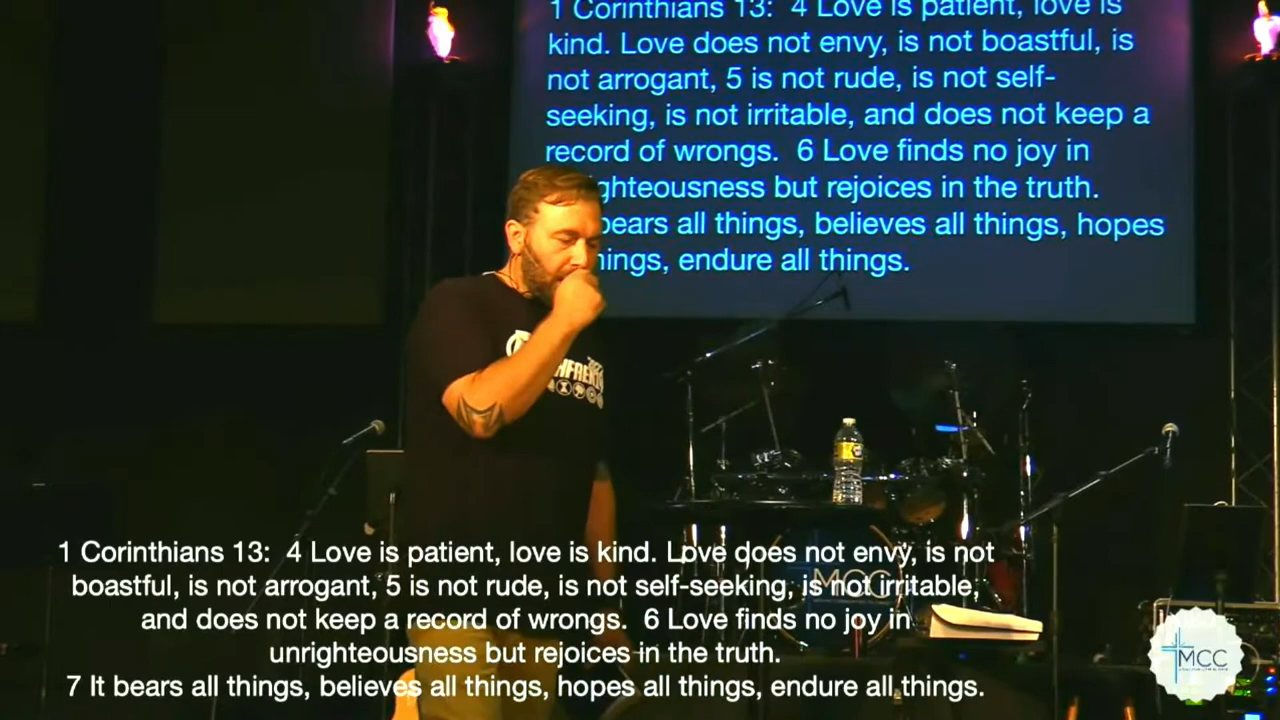 1 Corinthians 13:  4 Love is patient, love is
kind. Love does not envy, is not boastful, is
not arrogant, 5 is not rude, is not self-
seeking, is not irritable, and does not keep a
record of wrongs.  6 Love finds no joy in
ghteousness but rejoices in the truth.
bears all things, believes all things, hopes
ings, endure all things.
MCC
1 Corinthians 13:  4 Love is patient, love is kind. Love does not envy, is not
boastful, is not arrogant, 5 is not rude, is not self-seeking, is not irritable,
and does not keep a record of wrongs.  6 Love finds no joy in
unrighteousness but rejoices in the truth.
7 It bears all things, believes all things, hopes all things, endure all things.
MCC